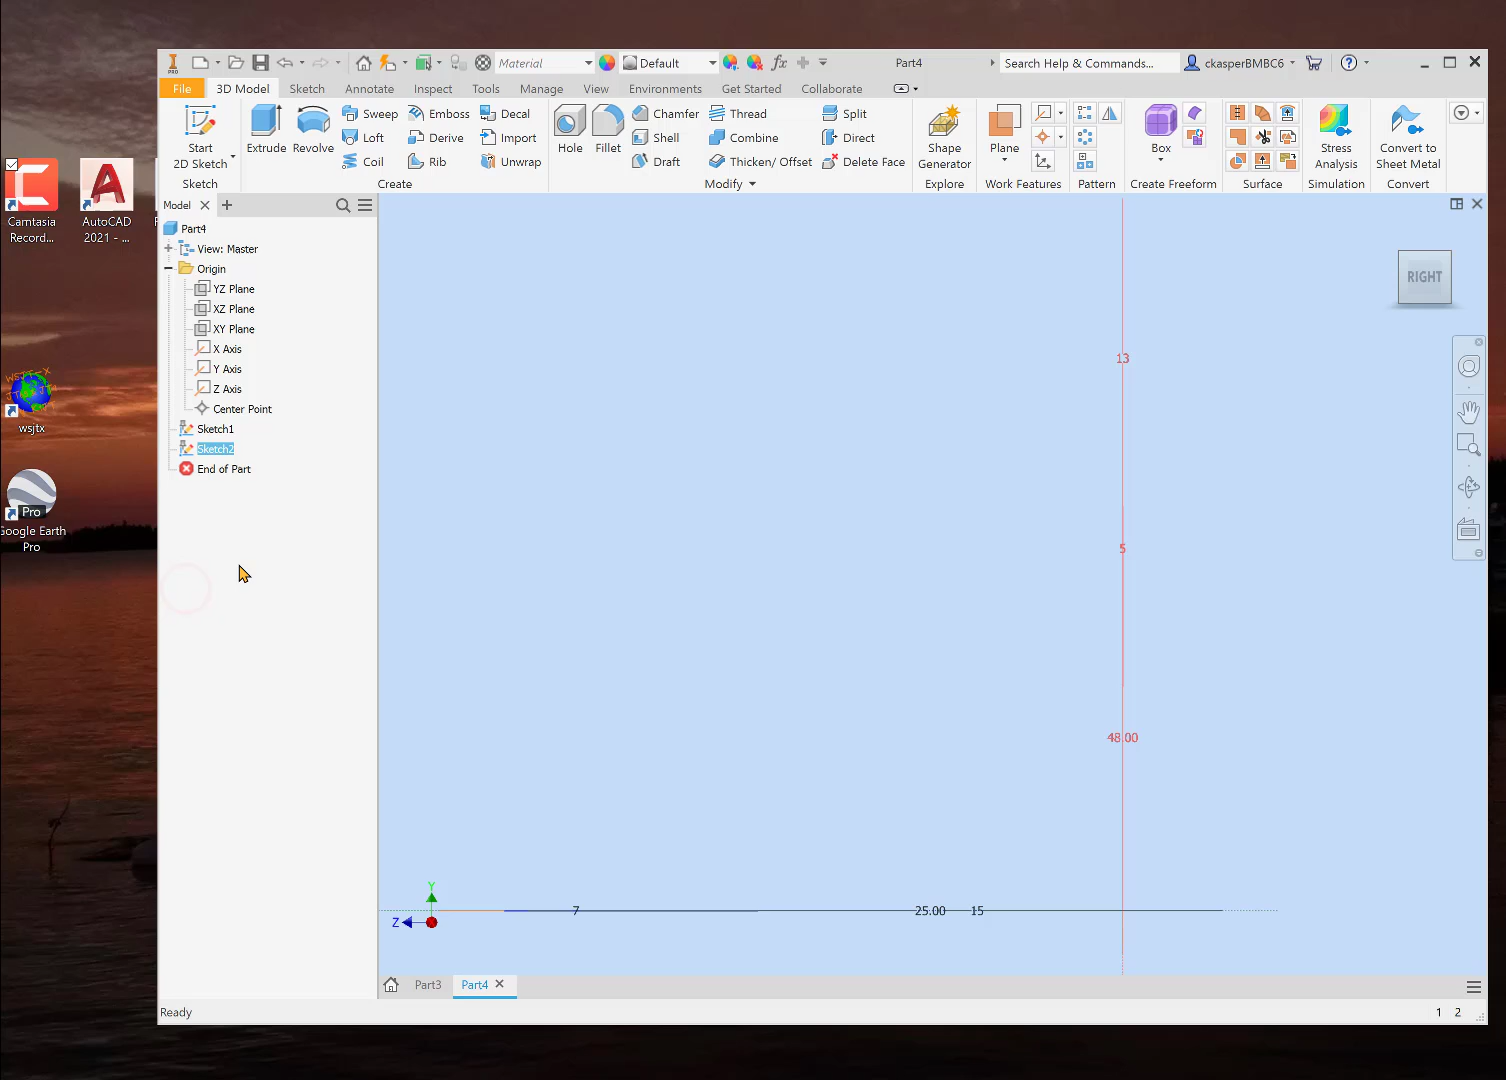 Material
Default
Part4
Search Help & Commands...
ckasperBMBC6
PRO
File
3D Model
Sketch
Annotate
Inspect
Tools
Manage
View
Environments
Get Started
Collaborate
Start
2D Sketch
Extrude
Revolve
Sweep
Loft
Coil
Emboss
Derive
Rib
Decal
Import
Unwrap
Hole
Fillet
Chamfer
Shell
Draft
Thread
Combine
Thicken/ Offset
Split
Direct
Delete Face
Shape
Generator
Plane
Box
Stress
Analysis
Convert to
Sheet Metal
Sketch
Create
Modify
Explore
Work Features
Pattern
Create Freeform
Surface
Simulation
Convert
Camtasia
Record...
AutoCAD
2021 - ...
wsjtx
Pro
Google Earth
Pro
Model
Part4
View: Master
Origin
YZ Plane
XZ Plane
XY Plane
X Axis
Y Axis
Z Axis
Center Point
Sketch1
Sketch2
End of Part
RIGHT
13
5
48.00
Y
Z
7
25.00
15
Part3
Part4
Ready
1 2